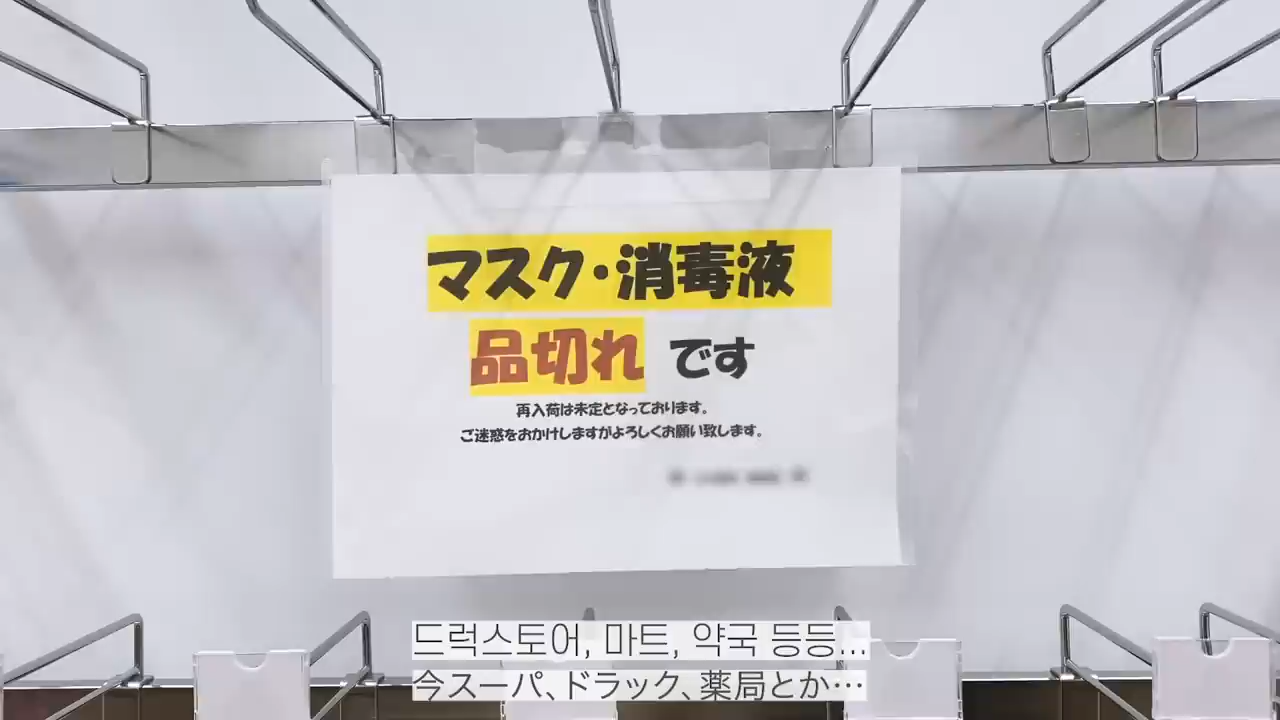 マスク・消毒液
品切れ です
再入荷は未定となっております。
ご迷惑をおかけしますがよろしくお願い致します。
드럭스토어, 마트, 약국 등등...
今スーパ、ドラック、薬局とか…